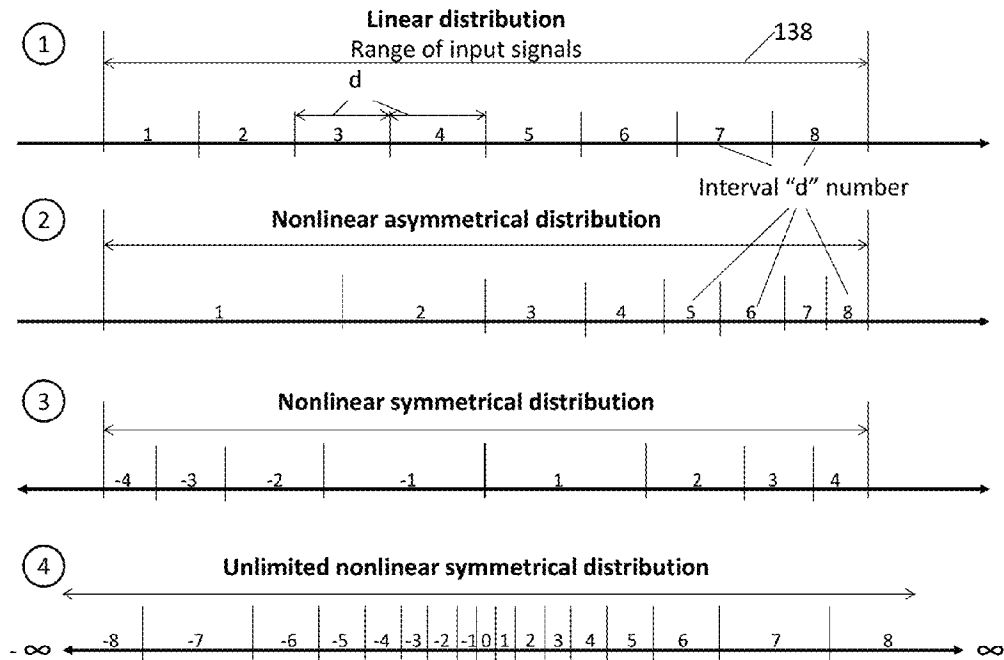 1
Linear distribution
Range of input signals
138
d
1 2 3 4 5 6 7 8
Interval "d" number
2
Nonlinear asymmetrical distribution
1 2 3 4 5 6 7 8
3
Nonlinear symmetrical distribution
-4 -3 -2 -1 1 2 3 4
4
Unlimited nonlinear symmetrical distribution
- ∞ -8 -7 -6 -5 -4 -3 -2 -1 0 1 2 3 4 5 6 7 8 ∞